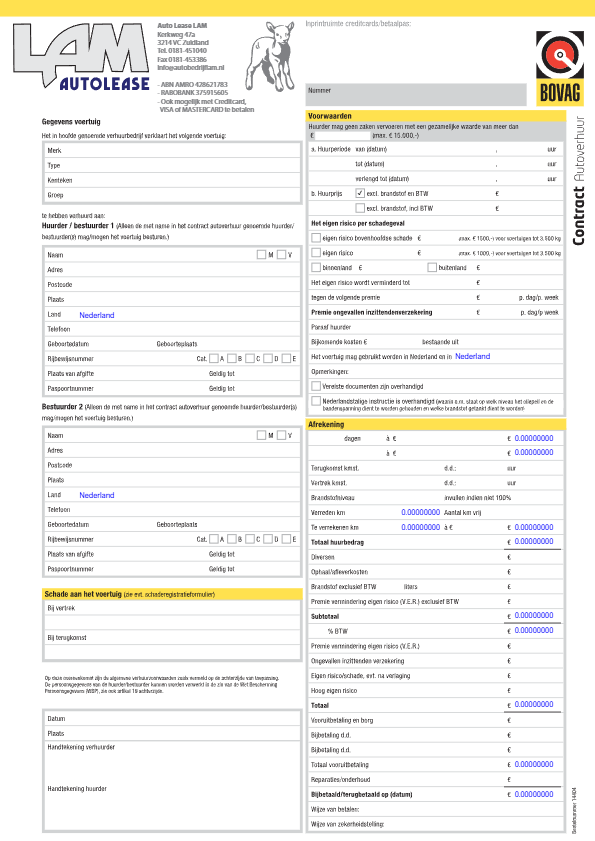 LAM
AUTOLEASE
Auto Lease LAM
Kerkweg 47a
3214 VC Zuidland
Tel. 0181-451040
Fax 0181-453386
info@autobedrijflam.nl
- ABN AMRO 428621783
- RABOBANK 375915605
- Ook mogelijk met Creditcard,
VISA of MASTERCARD te betalen
Inprintruimte creditcards/betaalpas:
Nummer
BOVAG
Contract Autoverhuur
Gegevens voertuig
Het in hoofde genoemde verhuurbedrijf verklaart het volgende voertuig:
Merk
Type
Kenteken
Groep
te hebben verhuurd aan:
Huurder / bestuurder 1 (Alleen de met name in het contract autoverhuur genoemde huurder/
bestuurder(s) mag/mogen het voertuig besturen.)
Naam M V
Adres
Postcode
Plaats
Land Nederland
Telefoon
Geboortedatum Geboorteplaats
Rijbewijsnummer Cat. A B C D E
Plaats van afgifte Geldig tot
Paspoortnummer Geldig tot
Bestuurder 2 (Alleen de met name in het contract autoverhuur genoemde huurder/bestuurder(s)
mag/mogen het voertuig besturen.)
Naam M V
Adres
Postcode
Plaats
Land Nederland
Telefoon
Geboortedatum Geboorteplaats
Rijbewijsnummer Cat. A B C D E
Plaats van afgifte Geldig tot
Paspoortnummer Geldig tot
Schade aan het voertuig (zie evt. schaderegistratieformulier)
Bij vertrek
Bij terugkomst
Op deze overeenkomst zijn de algemene verhuurvoorwaarden zoals vermeld op de achterzijde van toepassing.
De persoonsgegevens van de huurder/bestuurder kunnen worden verwerkt in de zin van de Wet Bescherming
Persoonsgegevens (WBP), zie ook artikel 19 achterzijde.
Datum
Plaats
Handtekening verhuurder
Handtekening huurder
Voorwaarden
Huurder mag geen zaken vervoeren met een gezamelijke waarde van meer dan
€ (max. € 15.000,-)
a. Huurperiode van (datum) , uur
tot (datum) , uur
verlengd tot (datum) , uur
b. Huurprijs ✓ excl. brandstof en BTW €
excl. brandstof, incl BTW €
Het eigen risico per schadegeval
eigen risico bovenhoofdse schade € (max. € 1500,-) voor voertuigen tot 3.500 kg
eigen risico € (max. € 1000,-) voor voertuigen tot 3.500 kg
binnenland € buitenland €
Het eigen risico wordt verminderd tot €
tegen de volgende premie € p. dag/p. week
Premie ongevallen inzittendenverzekering € p. dag/p week
Paraaf huurder
Bijkomende kosten € bestaande uit
Het voertuig mag gebruikt worden in Nederland en in Nederland
Opmerkingen:
Vereiste documenten zijn overhandigd
Nederlandstalige instructie is overhandigd (waarin o.m. staat op welk niveau het oliepeil en de
bandenspanning dient te worden gehouden en welke brandstof getankt dient te worden)
Afrekening
dagen à € € 0.00000000
à € € 0.00000000
Terugkomst kmst. d.d.: uur
Vertrek kmst. d.d.: uur
Brandstofniveau invullen indien niet 100%
Verreden km 0.00000000 Aantal km vrij
Te verrekenen km 0.00000000 à € € 0.00000000
Totaal huurbedrag € 0.00000000
Diversen €
Ophaal/afleverkosten €
Brandstof exclusief BTW liters €
Premie vermindering eigen risico (V.E.R.) exclusief BTW €
Subtotaal € 0.00000000
% BTW € 0.00000000
Premie vermindering eigen risico (V.E.R.) €
Ongevallen inzittenden verzekering €
Eigen risico/schade, evt. na verlaging €
Hoog eigen risico €
Totaal € 0.00000000
Vooruitbetaling en borg €
Bijbetaling d.d. €
Bijbetaling d.d. €
Totaal vooruitbetaling € 0.00000000
Reparaties/onderhoud €
Bijbetaald/terugbetaald op (datum) € 0.00000000
Wijze van betalen:
Wijze van zekerheidstelling:
Bestelnummer 14404